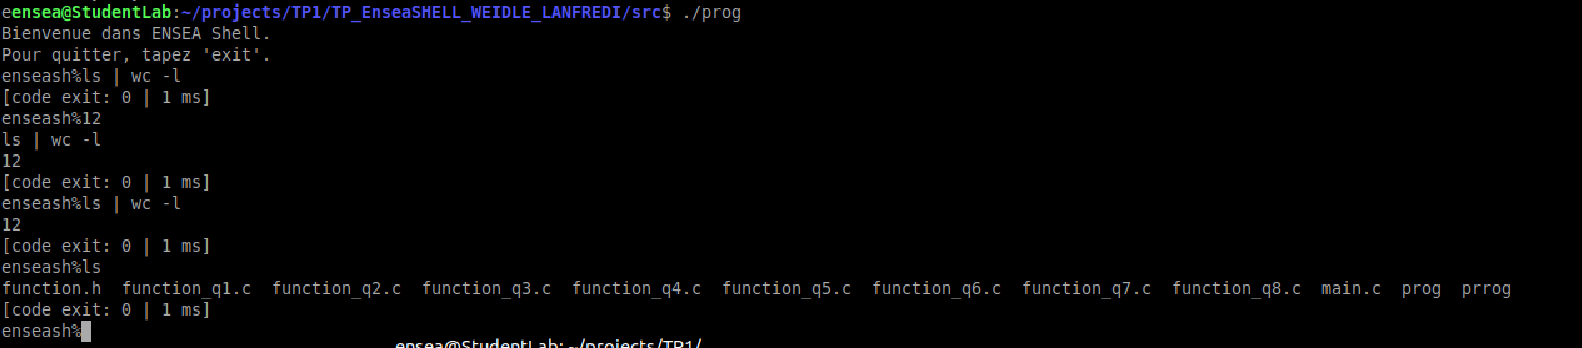 eensea@StudentLab:~/projects/TP1/TP_EnseaSHELL_WEIDLE_LANFREDI/src$ ./prog
Bienvenue dans ENSEA Shell.
Pour quitter, tapez 'exit'.
enseash%ls | wc -l
[code exit: 0 | 1 ms]
enseash%12
ls | wc -l
12
[code exit: 0 | 1 ms]
enseash%ls | wc -l
12
[code exit: 0 | 1 ms]
enseash%ls
function.h  function_q1.c  function_q2.c  function_q3.c  function_q4.c  function_q5.c  function_q6.c  function_q7.c  function_q8.c  main.c  prog  prrog
[code exit: 0 | 1 ms]
enseash%
ensea@StudentLab: ~/projects/TP1/